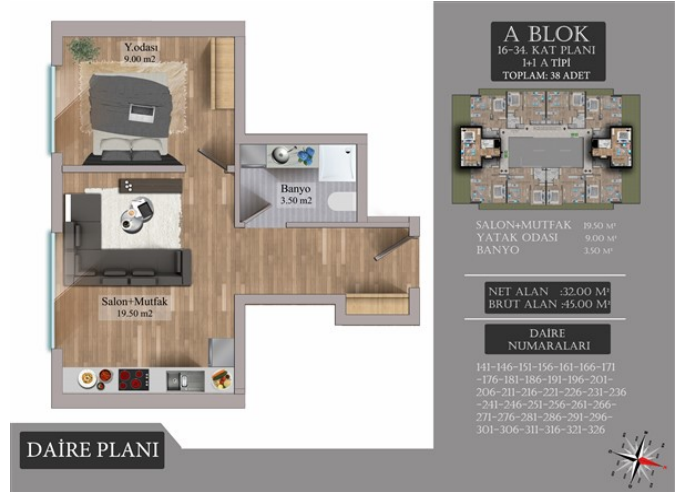 Y.odası
9.00 m2
Banyo
3.50 m2
Salon+Mutfak
19.50 m2
DAİRE PLANI
A BLOK
16-34. KAT PLANI
1+1 A TİPİ
TOPLAM: 38 ADET
SALON+MUTFAK 19.50 M²
YATAK ODASI 9.00 M²
BANYO 3.50 M²
NET ALAN :32.00 M²
BRÜT ALAN :45.00 M²
DAİRE
NUMARALARI
141-146-151-156-161-166-171
-176-181-186-191-196-201-
206-211-216-221-226-231-236
-241-246-251-256-261-266-
271-276-281-286-291-296-
301-306-311-316-321-326